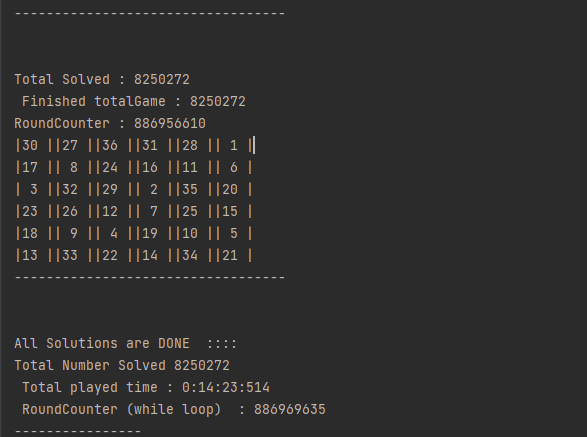 ----------------------------------
Total Solved : 8250272
 Finished totalGame : 8250272
RoundCounter : 886956610
|30 ||27 ||36 ||31 ||28 || 1 |
|17 || 8 ||24 ||16 ||11 || 6 |
| 3 ||32 ||29 || 2 ||35 ||20 |
|23 ||26 ||12 || 7 ||25 ||15 |
|18 || 9 || 4 ||19 ||10 || 5 |
|13 ||33 ||22 ||14 ||34 ||21 |
----------------------------------
All Solutions are DONE  ::::
Total Number Solved 8250272
 Total played time : 0:14:23:514
 RoundCounter (while loop)  : 886969635
----------------